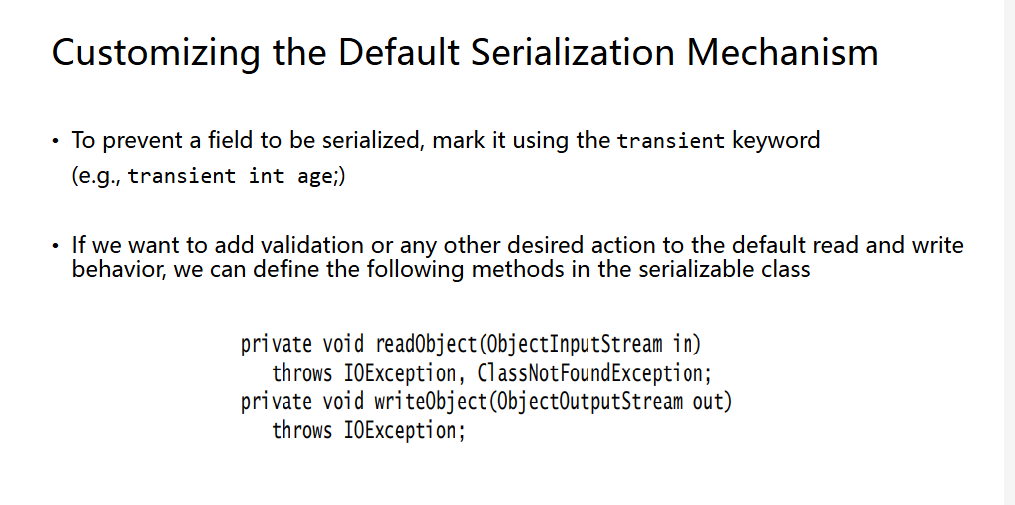 Customizing the Default Serialization Mechanism
• To prevent a field to be serialized, mark it using the transient keyword
(e.g., transient int age;)
• If we want to add validation or any other desired action to the default read and write
behavior, we can define the following methods in the serializable class
private void readObject(ObjectInputStream in)
throws IOException, ClassNotFoundException;
private void writeObject(ObjectOutputStream out)
throws IOException;